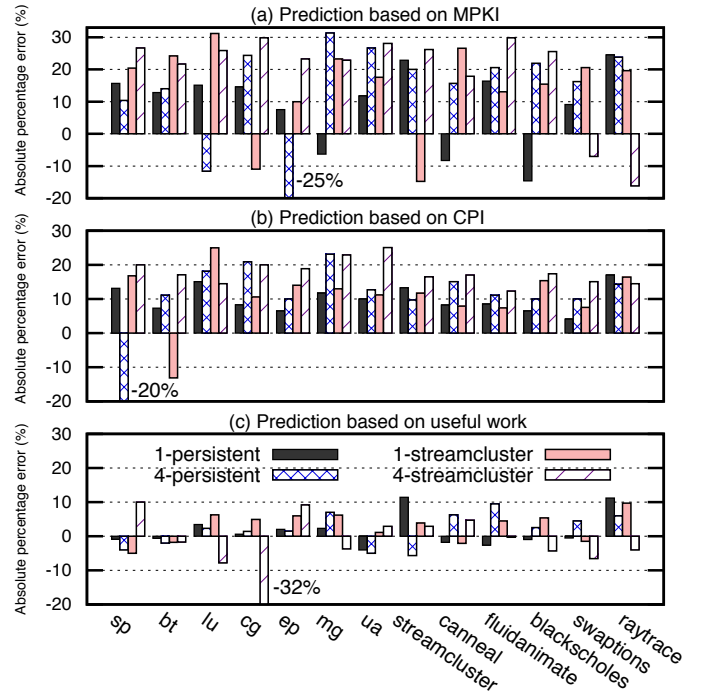 (a) Prediction based on MPKI
Absolute percentage error (%)
30
20
10
0
-10
-20
-25%
(b) Prediction based on CPI
Absolute percentage error (%)
30
20
10
0
-10
-20
-20%
(c) Prediction based on useful work
Absolute percentage error (%)
30
20
10
0
-10
-20
1-persistent
1-streamcluster
4-persistent
4-streamcluster
-32%
sp
bt
lu
cg
ep
mg
ua
streamcluster
canneal
fluidanimate
blackscholes
swaptions
raytrace